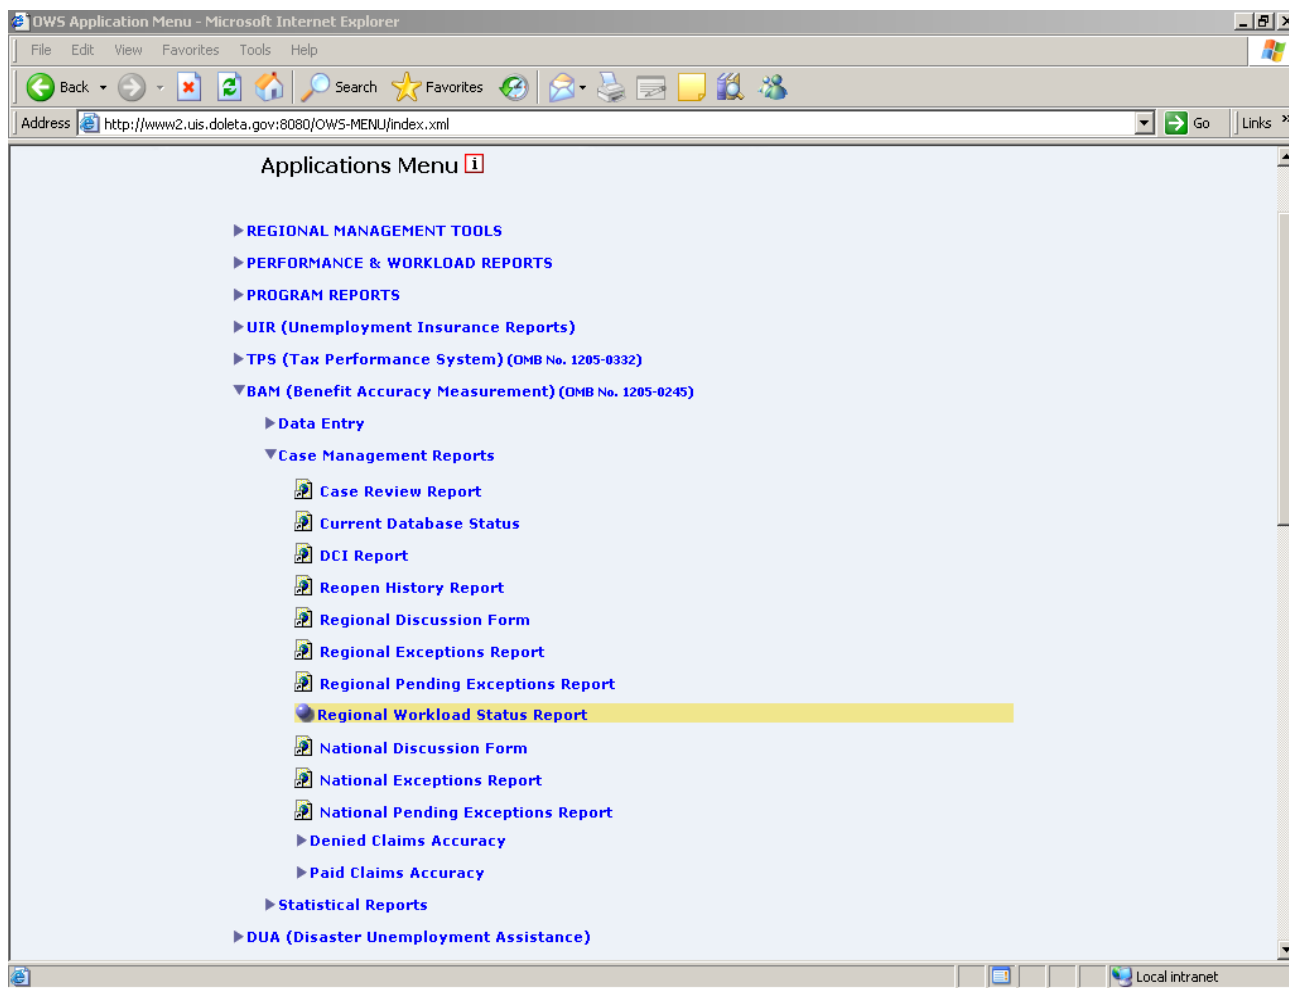 OWS Application Menu - Microsoft Internet Explorer
File Edit View Favorites Tools Help
Back Search Favorites
Address http://www2.uis.doleta.gov:8080/OWS-MENU/index.xml Go Links »
Applications Menu i
REGIONAL MANAGEMENT TOOLS
PERFORMANCE & WORKLOAD REPORTS
PROGRAM REPORTS
UIR (Unemployment Insurance Reports)
TPS (Tax Performance System) (OMB No. 1205-0332)
BAM (Benefit Accuracy Measurement) (OMB No. 1205-0245)
Data Entry
Case Management Reports
Case Review Report
Current Database Status
DCI Report
Reopen History Report
Regional Discussion Form
Regional Exceptions Report
Regional Pending Exceptions Report
Regional Workload Status Report
National Discussion Form
National Exceptions Report
National Pending Exceptions Report
Denied Claims Accuracy
Paid Claims Accuracy
Statistical Reports
DUA (Disaster Unemployment Assistance)
Local intranet